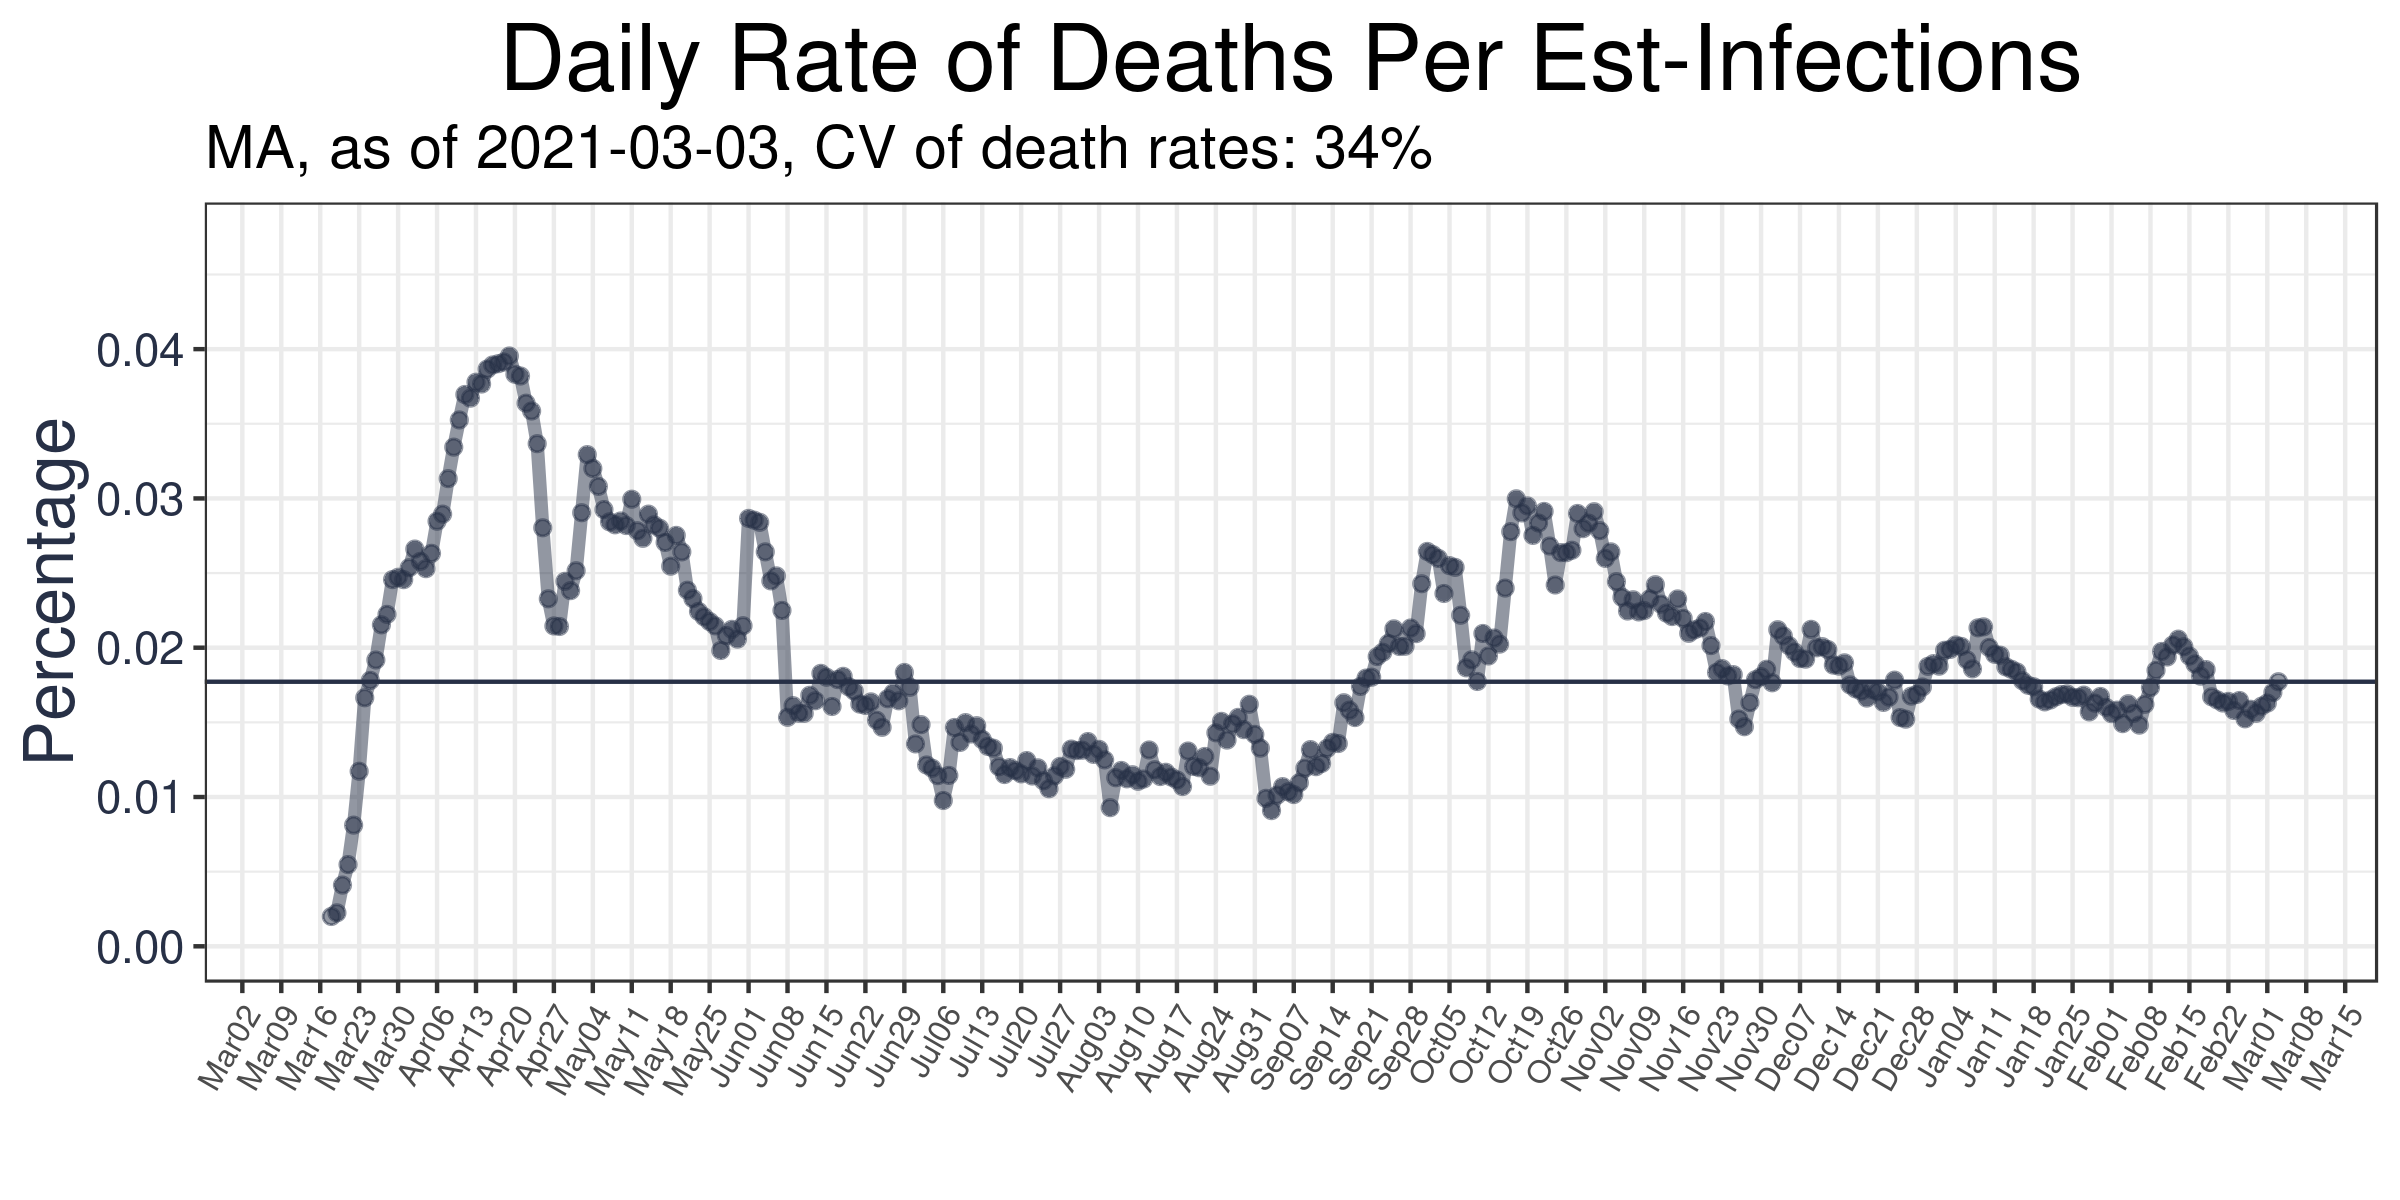 Daily Rate of Deaths Per Est-Infections
MA, as of 2021-03-03, CV of death rates: 34%
Percentage
0.04
0.03
0.02
0.01
0.00
Mar02
Mar09
Mar16
Mar23
Mar30
Apr06
Apr13
Apr20
Apr27
May04
May11
May18
May25
Jun01
Jun08
Jun15
Jun22
Jun29
Jul06
Jul13
Jul20
Jul27
Aug03
Aug10
Aug17
Aug24
Aug31
Sep07
Sep14
Sep21
Sep28
Oct05
Oct12
Oct19
Oct26
Nov02
Nov09
Nov16
Nov23
Nov30
Dec07
Dec14
Dec21
Dec28
Jan04
Jan11
Jan18
Jan25
Feb01
Feb08
Feb15
Feb22
Mar01
Mar08
Mar15